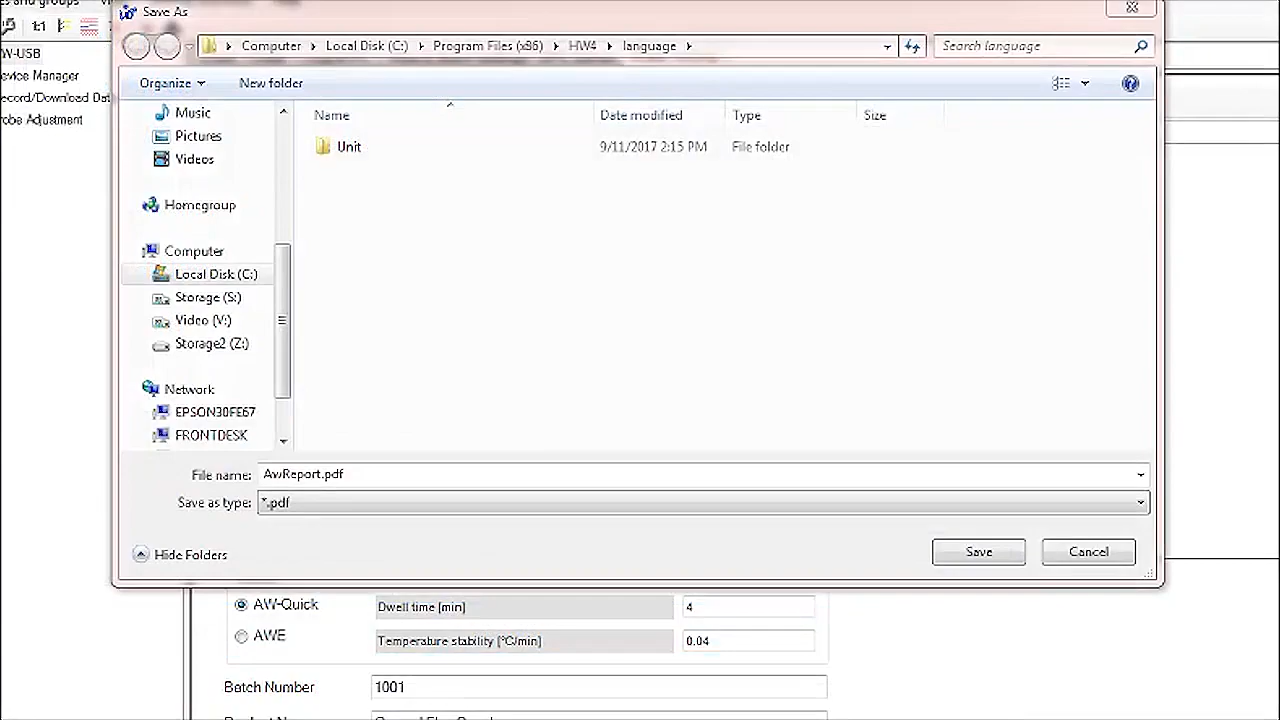 Save As
1:1
W-USB
Computer Local Disk (C:) Program Files (x86) HW4 language
Search language
evice Manager
ecord/Download Dat
robe Adjustment
Organize New folder
Name Date modified Type Size
Unit 9/11/2017 2:15 PM File folder
Music
Pictures
Videos
Homegroup
Computer
Local Disk (C:)
Storage (S:)
Video (V:)
Storage2 (Z:)
Network
EPSON30FE67
FRONTDESK
File name: AwReport.pdf
Save as type: *.pdf
Hide Folders
Save Cancel
AW-Quick Dwell time [min] 4
AWE Temperature stability [°C/min] 0.04
Batch Number 1001